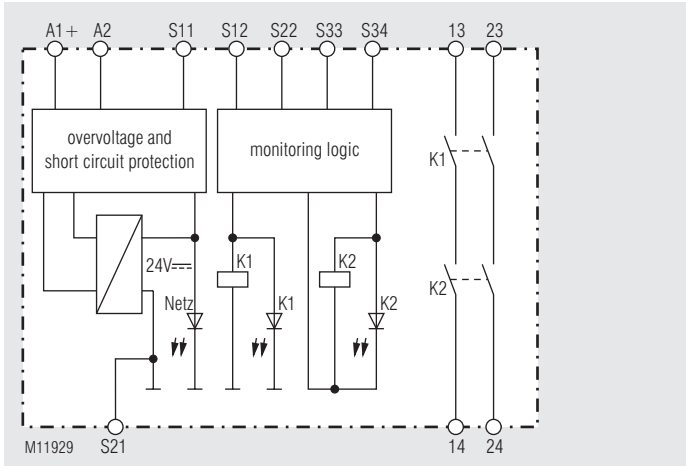 A1+ A2 S11 S12 S22 S33 S34 13 23
overvoltage and
short circuit protection
monitoring logic
K1
24V
K1
K2
K2
Netz
K1
K2
M11929 S21 14 24